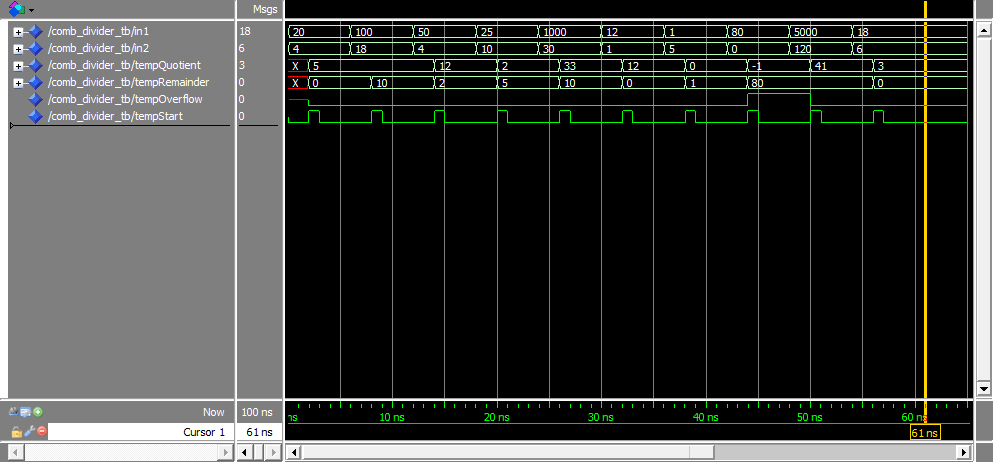 Msgs
/comb_divider_tb/in1 18 20 100 50 25 1000 12 1 80 5000 18
/comb_divider_tb/in2 6 4 18 4 10 30 1 5 0 120 6
/comb_divider_tb/tempQuotient 3 X 5 12 2 33 12 0 -1 41 3
/comb_divider_tb/tempRemainder 0 X 0 10 2 5 10 0 1 80 0
/comb_divider_tb/tempOverflow 0
/comb_divider_tb/tempStart 0
Now 100 ns ns 10 ns 20 ns 30 ns 40 ns 50 ns 60 ns
Cursor 1 61 ns 61 ns